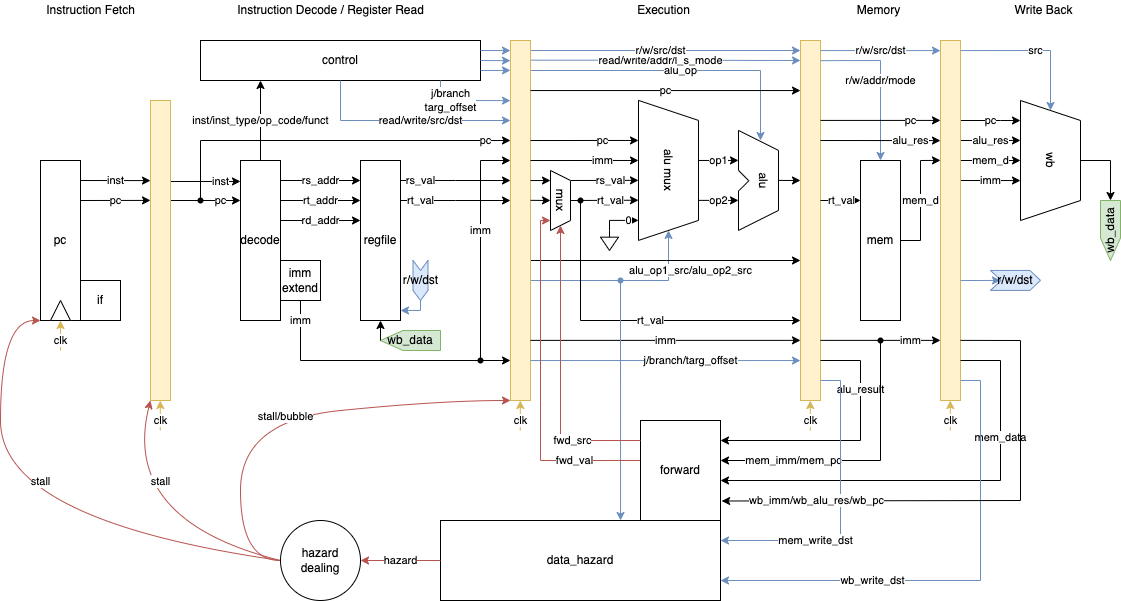 Instruction Fetch
Instruction Decode / Register Read
Execution
Memory
Write Back
control
r/w/src/dst
read/write/addr/l_s_mode
alu_op
pc
r/w/src/dst
r/w/addr/mode
src
j/branch
targ_offset
inst/inst_type/op_code/funct
read/write/src/dst
pc
pc
imm
rs_val
rt_val
0
pc
alu_res
pc
alu_res
mem_d
imm
inst
pc
inst
pc
rs_addr
rt_addr
rd_addr
rs_val
rt_val
mux
alu mux
op1
op2
alu
rt_val
mem_d
wb
wb_data
pc
if
decode
regfile
imm
mem
imm
extend
imm
r/w/dst
alu_op1_src/alu_op2_src
r/w/dst
clk
wb_data
rt_val
imm
imm
j/branch/targ_offset
alu_result
clk
stall/bubble
clk
clk
clk
fwd_src
fwd_val
forward
mem_data
mem_imm/mem_pc
wb_imm/wb_alu_res/wb_pc
stall
stall
mem_write_dst
hazard
dealing
hazard
data_hazard
wb_write_dst